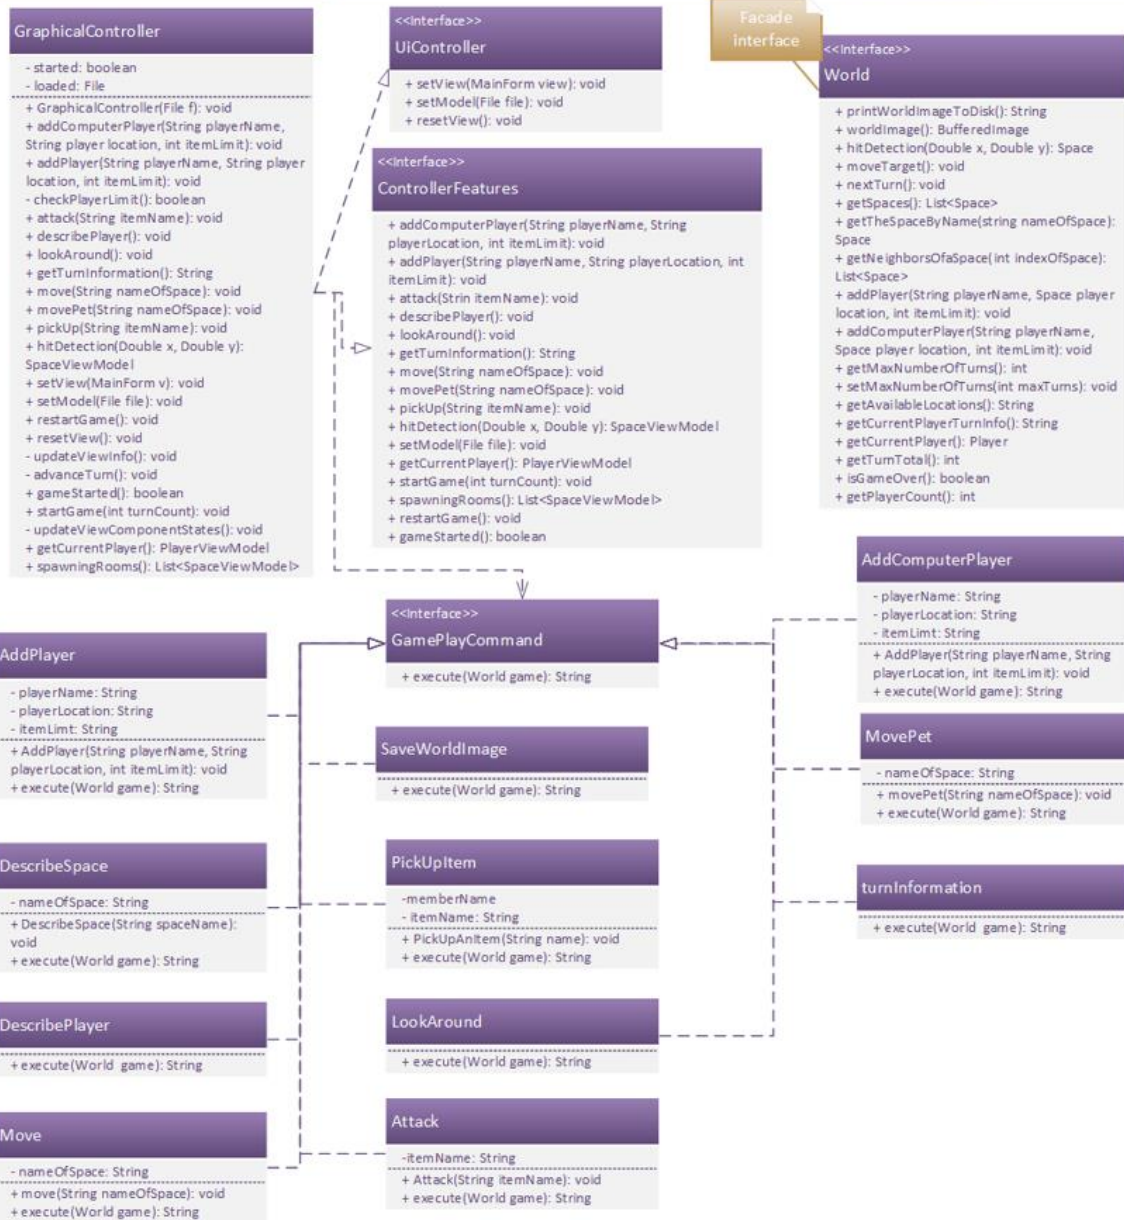 GraphicalController
- started: boolean
- loaded: File
+ GraphicalController(File f): void
+ addComputerPlayer(String playerName,
String player location, int itemLimit): void
+ addPlayer(String playerName, String player
location, int itemLimit): void
- checkPlayerLimit(): boolean
+ attack(String itemName): void
+ describePlayer(): void
+ lookAround(): void
+ getTurnInformation(): String
+ move(String nameOfSpace): void
+ movePet(String nameOfSpace): void
+ pickUp(String itemName): void
+ hitDetection(Double x, Double y):
SpaceViewModel
+ setView(MainForm v): void
+ setModel(File file): void
+ restartGame(): void
+ resetView(): void
- updateViewInfo(): void
- advanceTurn(): void
+ gameStarted(): boolean
+ startGame(int turnCount): void
- updateViewComponentStates(): void
+ getCurrentPlayer(): PlayerViewModel
+ spawningRooms(): List<SpaceViewModel>
<<Interface>>
UiController
+ setView(MainForm view): void
+ setModel(File file): void
+ resetView(): void
<<Interface>>
ControllerFeatures
+ addComputerPlayer(String playerName, String
playerLocation, int itemLimit): void
+ addPlayer(String playerName, String playerLocation, int
itemLimit): void
+ attack(Strin itemName): void
+ describePlayer(): void
+ lookAround(): void
+ getTurnInformation(): String
+ move(String nameOfSpace): void
+ movePet(String nameOfSpace): void
+ pickUp(String itemName): void
+ hitDetection(Double x, Double y): SpaceViewModel
+ setModel(File file): void
+ getCurrentPlayer(): PlayerViewModel
+ startGame(int turnCount): void
+ spawningRooms(): List<SpaceViewModel>
+ restartGame(): void
+ gameStarted(): boolean
Facade
interface
<<Interface>>
World
+ printWorldImageToDisk(): String
+ worldImage(): BufferedImage
+ hitDetection(Double x, Double y): Space
+ moveTarget(): void
+ nextTurn(): void
+ getSpaces(): List<Space>
+ getTheSpaceByName(string nameOfSpace):
Space
+ getNeighborsOfaSpace(int indexOfSpace):
List<Space>
+ addPlayer(String playerName, Space player
location, int itemLimit): void
+ addComputerPlayer(String playerName,
Space player location, int itemLimit): void
+ getMaxNumberOfTurns(): int
+ setMaxNumberOfTurns(int maxTurns): void
+ getAvailableLocations(): String
+ getCurrentPlayerTurnInfo(): String
+ getCurrentPlayer(): Player
+ getTurnTotal(): int
+ isGameOver(): boolean
+ getPlayerCount(): int
<<Interface>>
GamePlayCommand
+ execute(World game): String
AddPlayer
- playerName: String
- playerLocation: String
- itemLimt: String
+ AddPlayer(String playerName, String
playerLocation, int itemLimit): void
+ execute(World game): String
DescribeSpace
- nameOfSpace: String
+ DescribeSpace(String spaceName):
void
+ execute(World game): String
DescribePlayer
+ execute(World game): String
Move
- nameOfSpace: String
+ move(String nameOfSpace): void
+ execute(World game): String
SaveWorldImage
+ execute(World game): String
PickUpItem
-memberName
- itemName: String
+ PickUpAnItem(String name): void
+ execute(World game): String
LookAround
+ execute(World game): String
Attack
-itemName: String
+ Attack(String itemName): void
+ execute(World game): String
AddComputerPlayer
- playerName: String
- playerLocation: String
- itemLimt: String
+ AddPlayer(String playerName, String
playerLocation, int itemLimit): void
+ execute(World game): String
MovePet
- nameOfSpace: String
+ movePet(String nameOfSpace): void
+ execute(World game): String
turnInformation
+ execute(World game): String